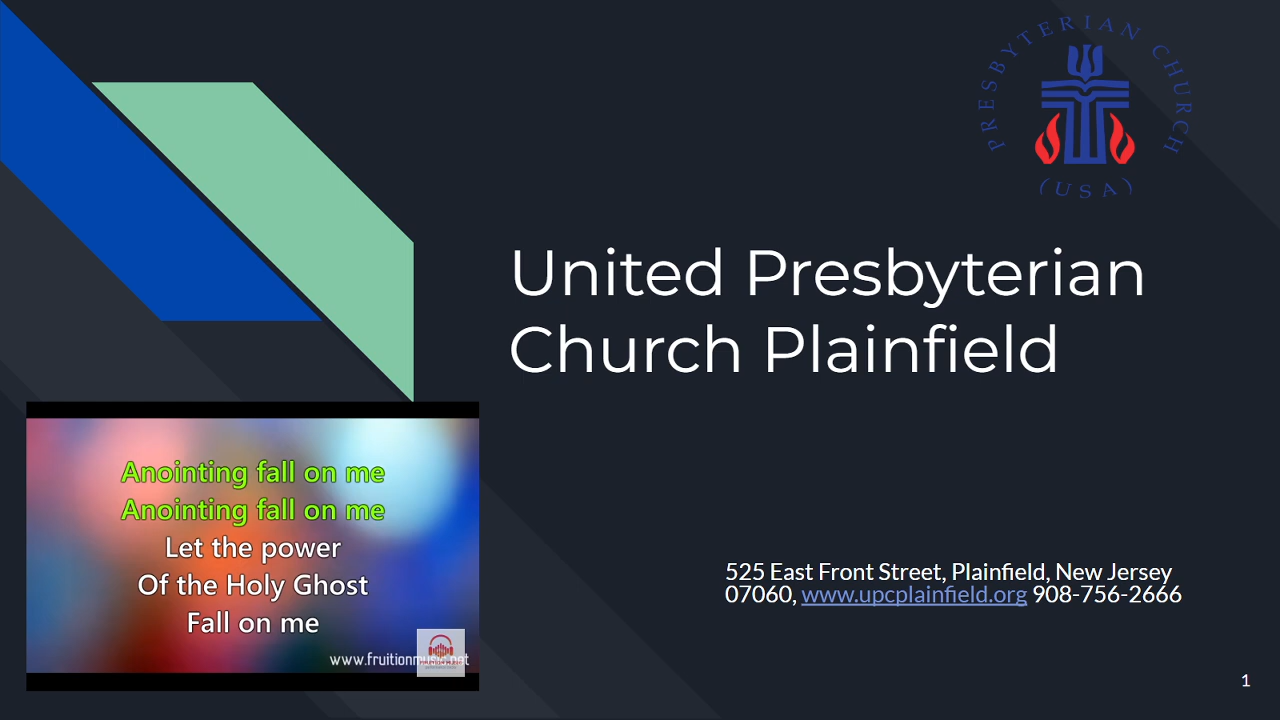 PRESBYTERIAN CHURCH
(USA)
United Presbyterian
Church Plainfield
Anointing fall on me
Anointing fall on me
Let the power
Of the Holy Ghost
Fall on me
www.fruitionmusic.net
525 East Front Street, Plainfield, New Jersey
07060, www.upcplainfield.org 908-756-2666
1